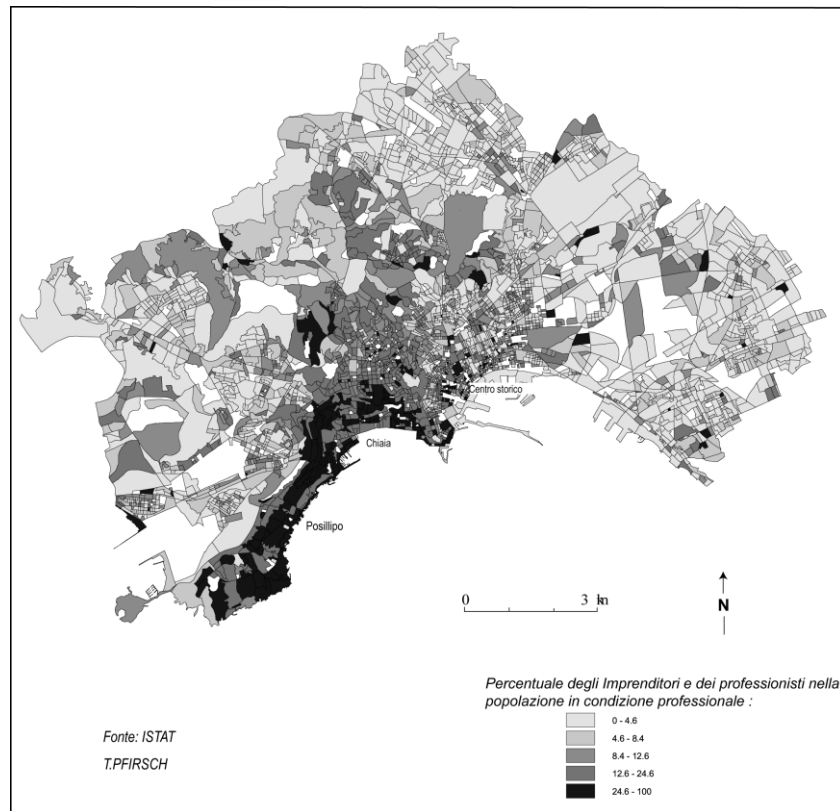 Centro storico
Chiaia
Posillipo
0 3 km
N
Percentuale degli Imprenditori e dei professionisti nella
popolazione in condizione professionale :
0 - 4.6
4.6 - 8.4
8.4 - 12.6
12.6 - 24.6
24.6 - 100
Fonte: ISTAT
T.PFIRSCH